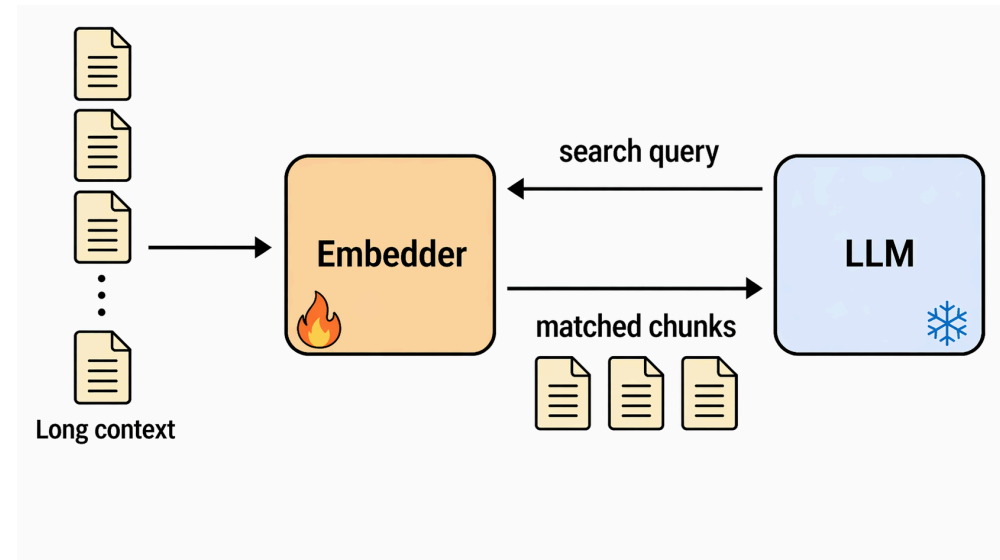 search query
Embedder
LLM
matched chunks
Long context